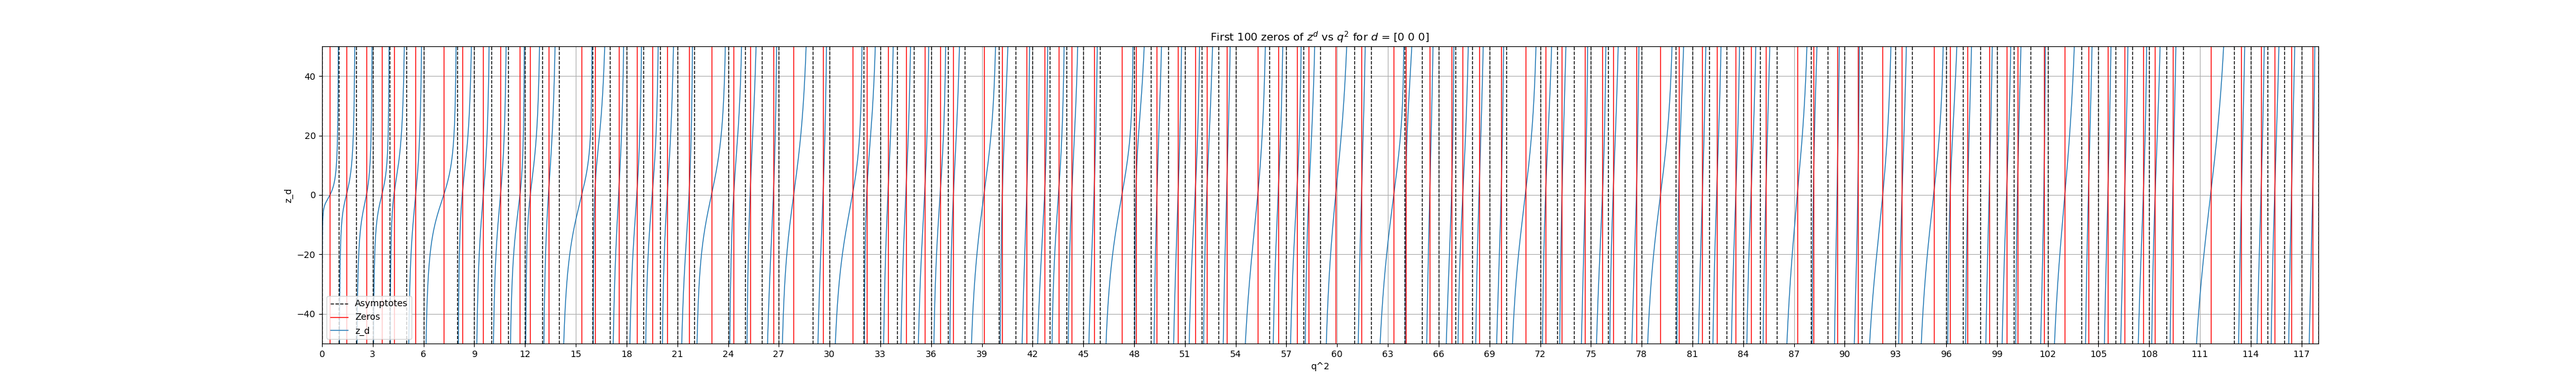 First 100 zeros of z^d vs q^2 for d = [0 0 0]
z_d
40
20
0
−20
−40
Asymptotes
Zeros
z_d
0 3 6 9 12 15 18 21 24 27 30 33 36 39 42 45 48 51 54 57 60 63 66 69 72 75 78 81 84 87 90 93 96 99 102 105 108 111 114 117
q^2